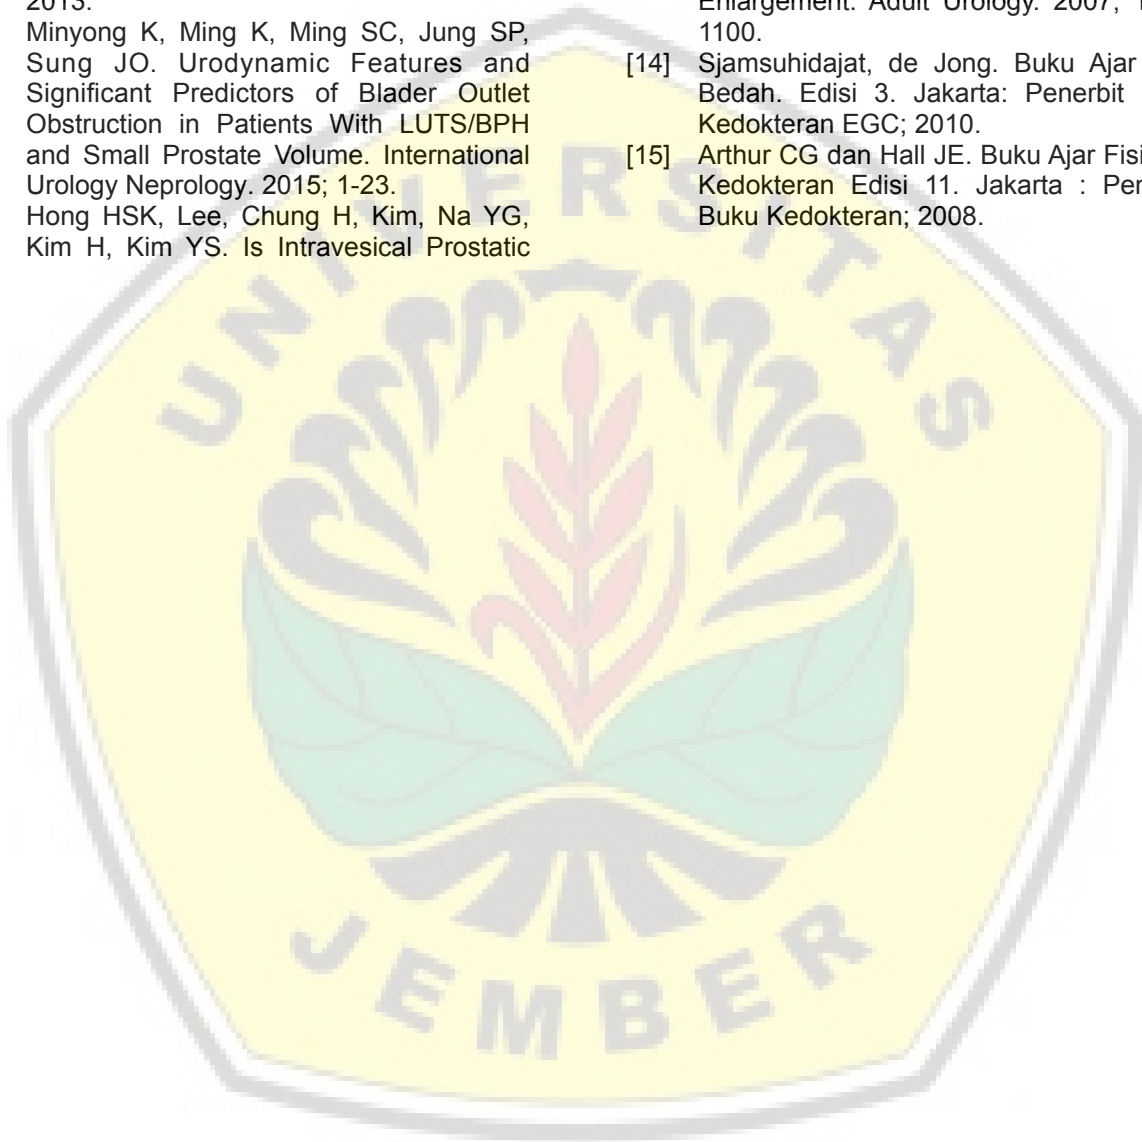 2013.
Minyong K, Ming K, Ming SC, Jung SP,
Sung JO. Urodynamic Features and
Significant Predictors of Blader Outlet
Obstruction in Patients With LUTS/BPH
and Small Prostate Volume. International
Urology Neprology. 2015; 1-23.
Hong HSK, Lee, Chung H, Kim, Na YG,
Kim H, Kim YS. Is Intravesical Prostatic
Enlargement. Adult Urology. 2007;
1100.
[14] Sjamsuhidajat, de Jong. Buku Ajar
Bedah. Edisi 3. Jakarta: Penerbit
Kedokteran EGC; 2010.
[15] Arthur CG dan Hall JE. Buku Ajar
Kedokteran Edisi 11. Jakarta :
Buku Kedokteran; 2008.
UNIVERSITAS
JEMBER